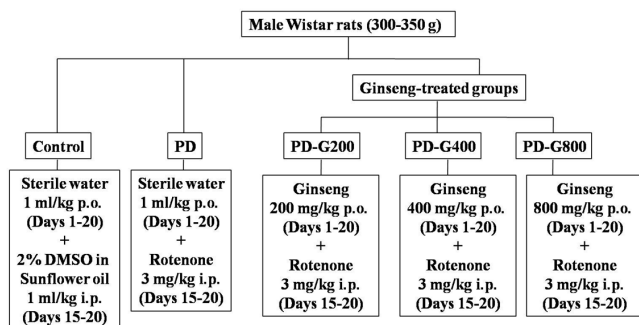 Male Wistar rats (300-350 g)
Ginseng-treated groups
Control
PD
PD-G200
PD-G400
PD-G800
Sterile water
1 ml/kg p.o.
(Days 1-20)
+
2% DMSO in
Sunflower oil
1 ml/kg i.p.
(Days 15-20)
Sterile water
1 ml/kg p.o.
(Days 1-20)
+
Rotenone
3 mg/kg i.p.
(Days 15-20)
Ginseng
200 mg/kg p.o.
(Days 1-20)
+
Rotenone
3 mg/kg i.p.
(Days 15-20)
Ginseng
400 mg/kg p.o.
(Days 1-20)
+
Rotenone
3 mg/kg i.p.
(Days 15-20)
Ginseng
800 mg/kg p.o.
(Days 1-20)
+
Rotenone
3 mg/kg i.p.
(Days 15-20)